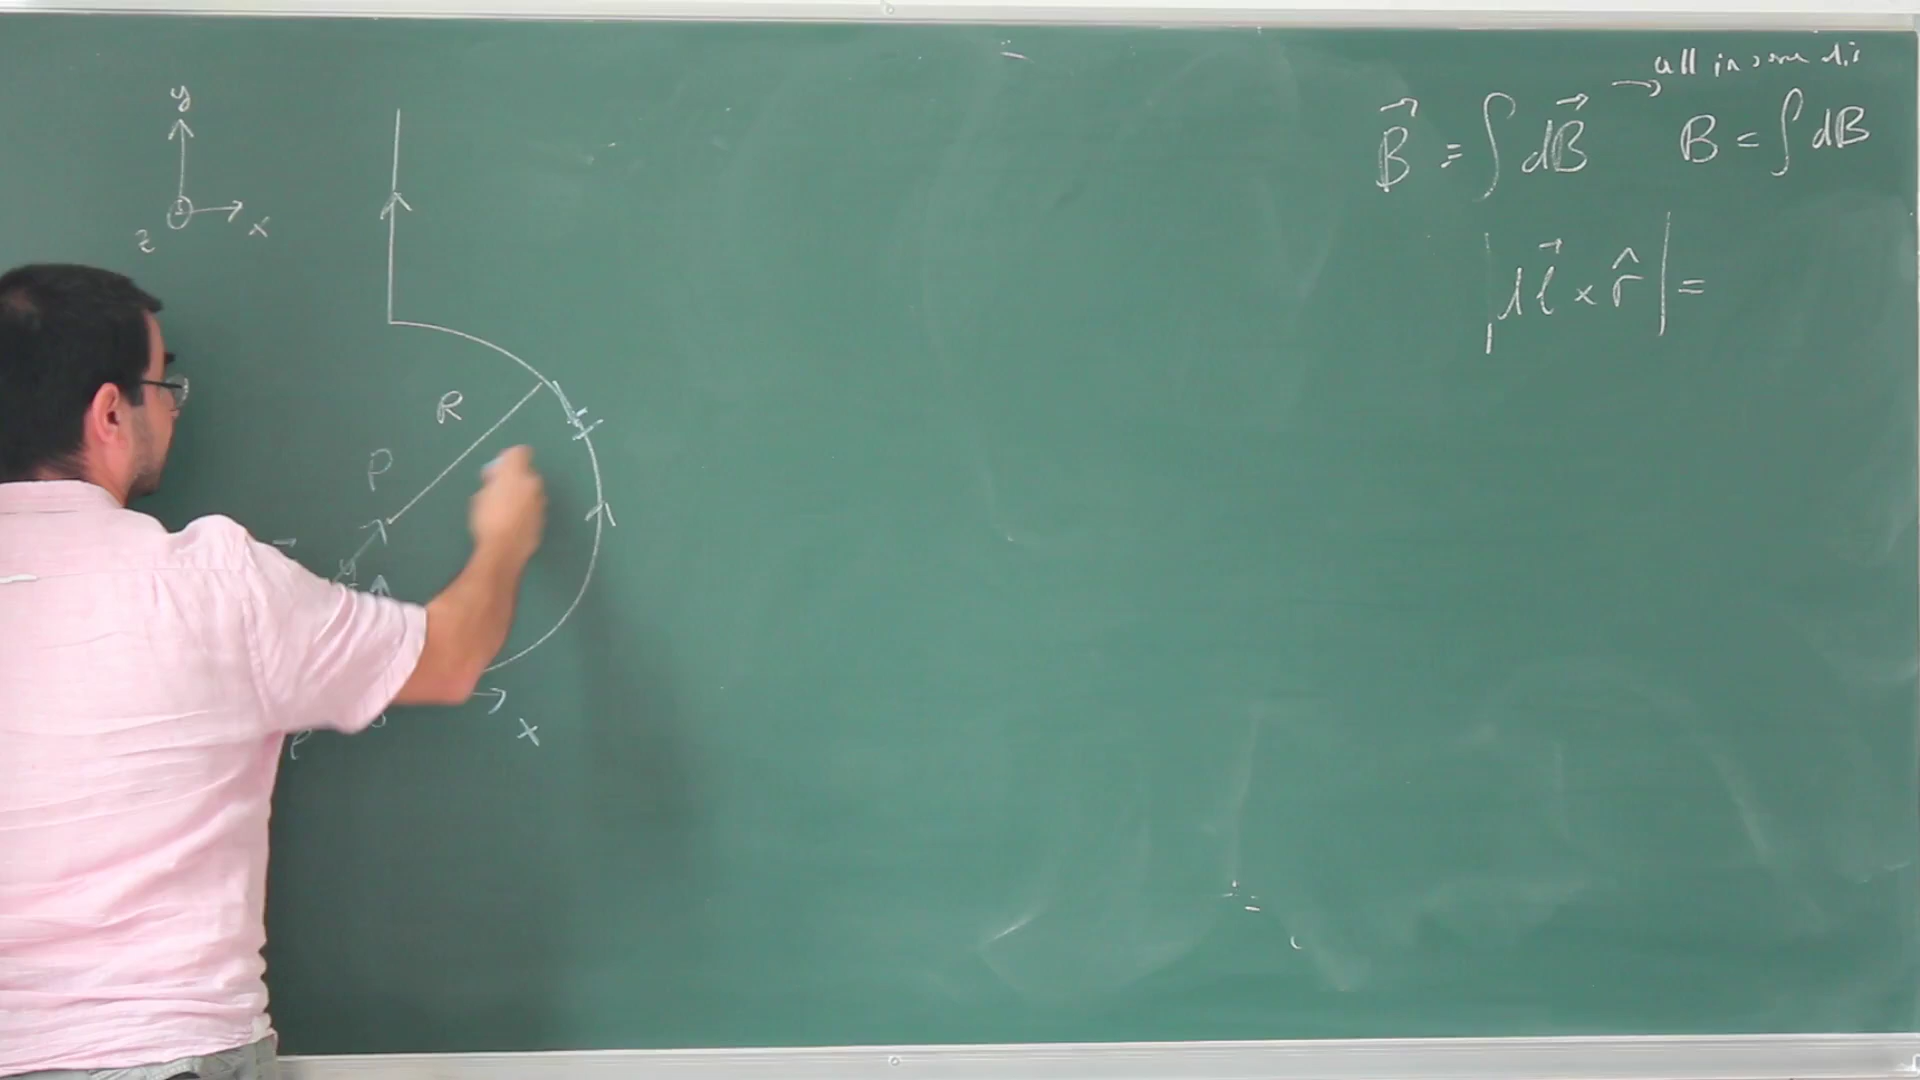 all in same di
→ B = ∫ dB → B = ∫ dB
|dl × r̂| =
y
z x
R
P
y
x